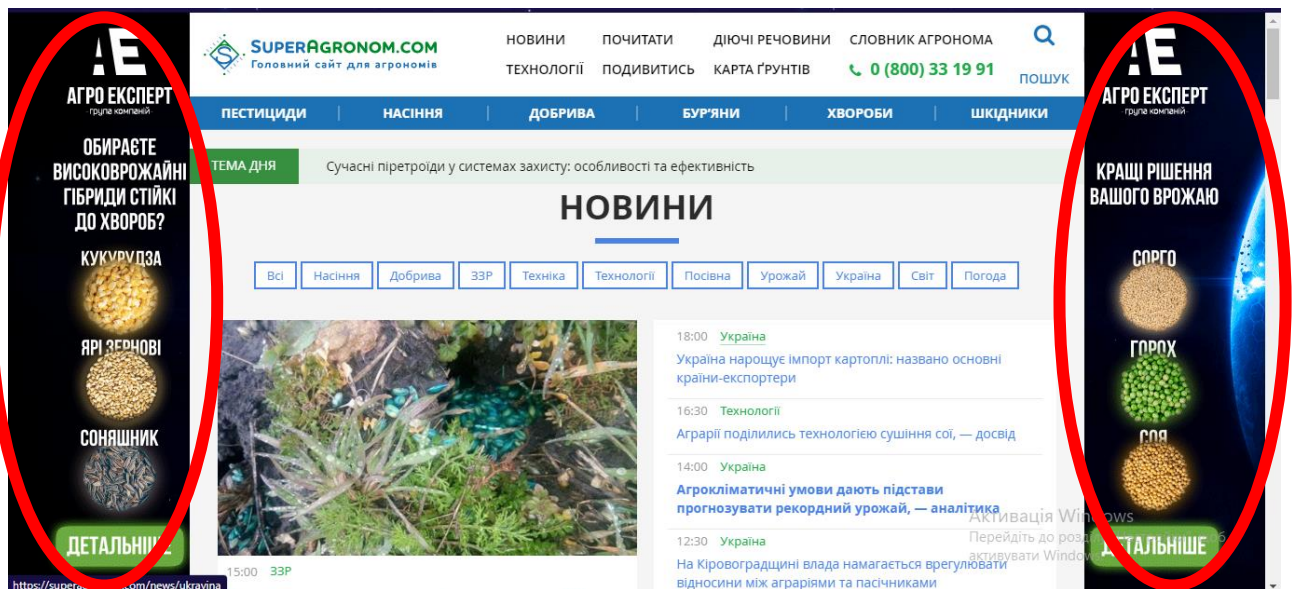 АГРО ЕКСПЕРТ
група компаній
ОБИРАЄТЕ
ВИСОКОВРОЖАЙНІ
ГІБРИДИ СТІЙКІ
ДО ХВОРОБ?
КУКУРУДЗА
ЯРІ ЗЕРНОВІ
СОНЯШНИК
ДЕТАЛЬНІШЕ
SUPERAGRONOM.COM
Головний сайт для агрономів
НОВИНИ ПОЧИТАТИ ДІЮЧІ РЕЧОВИНИ СЛОВНИК АГРОНОМА
ТЕХНОЛОГІЇ ПОДИВИТИСЬ КАРТА ҐРУНТІВ 0 (800) 33 19 91
ПОШУК
ПЕСТИЦИДИ | НАСІННЯ | ДОБРИВА | БУР'ЯНИ | ХВОРОБИ | ШКІДНИКИ
ТЕМА ДНЯ Сучасні піретроїди у системах захисту: особливості та ефективність
НОВИНИ
Всі Насіння Добрива ЗЗР Техніка Технології Посівна Урожай Україна Світ Погода
15:00 ЗЗР
18:00 Україна
Україна нарощує імпорт картоплі: названо основні
країни-експортери
16:30 Технології
Аграрії поділились технологією сушіння сої, — досвід
14:00 Україна
Агрокліматичні умови дають підстави
прогнозувати рекордний урожай, — аналітика
12:30 Україна
На Кіровоградщині влада намагається врегулювати
відносини між аграріями та пасічниками
АГРО ЕКСПЕРТ
група компаній
КРАЩІ РІШЕННЯ
ВАШОГО ВРОЖАЮ
СОРГО
ГОРОХ
СОЯ
ДЕТАЛЬНІШЕ
Активація Windows
Перейдіть до
активувати